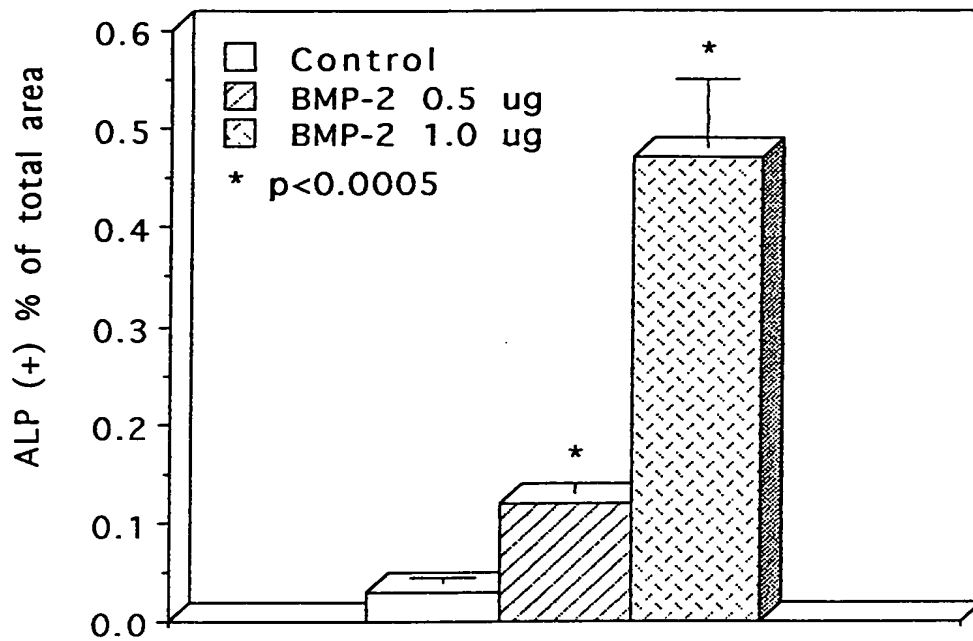 0.6
0.5
0.4
0.3
0.2
0.1
0.0
ALP (+) % of total area
Control
BMP-2 0.5 ug
BMP-2 1.0 ug
* p<0.0005
*
*